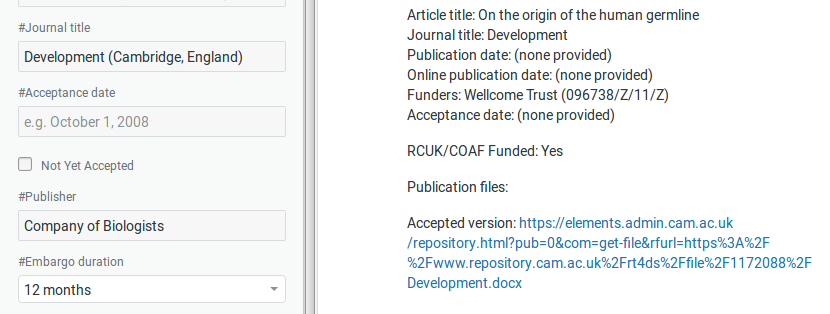 #Journal title
Development (Cambridge, England)
#Acceptance date
e.g. October 1, 2008
Not Yet Accepted
#Publisher
Company of Biologists
#Embargo duration
12 months
Article title: On the origin of the human germline
Journal title: Development
Publication date: (none provided)
Online publication date: (none provided)
Funders: Wellcome Trust (096738/Z/11/Z)
Acceptance date: (none provided)
RCUK/COAF Funded: Yes
Publication files:
Accepted version: https://elements.admin.cam.ac.uk
/repository.html?pub=0&com=get-file&rfurl=https%3A%2F
%2Fwww.repository.cam.ac.uk%2Frt4ds%2Ffile%2F1172088%2F
Development.docx